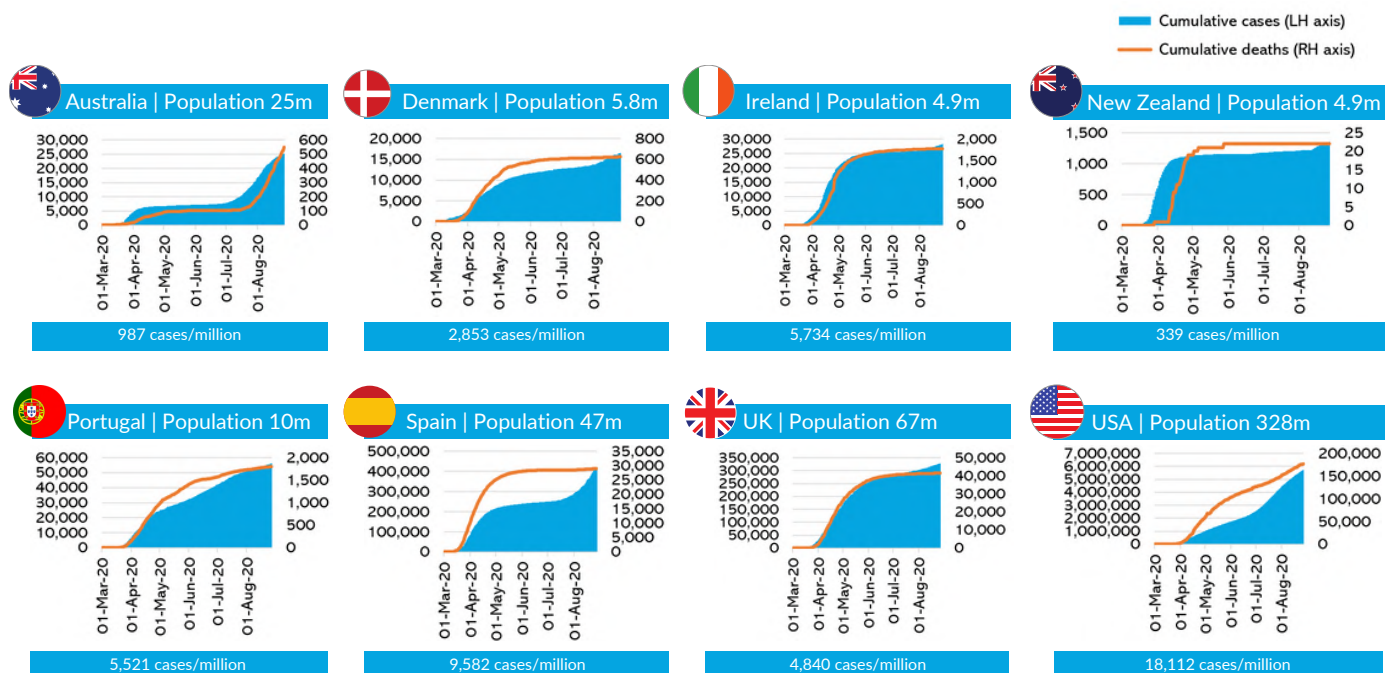 Cumulative cases (LH axis)
Cumulative deaths (RH axis)
Australia | Population 25m
30,000
25,000
20,000
15,000
10,000
5,000
0
600
500
400
300
200
100
0
01-Mar-20
01-Apr-20
01-May-20
01-Jun-20
01-Jul-20
01-Aug-20
987 cases/million
Denmark | Population 5.8m
20,000
15,000
10,000
5,000
0
800
600
400
200
0
01-Mar-20
01-Apr-20
01-May-20
01-Jun-20
01-Jul-20
01-Aug-20
2,853 cases/million
Ireland | Population 4.9m
30,000
25,000
20,000
15,000
10,000
5,000
0
2,000
1,500
1,000
500
0
01-Mar-20
01-Apr-20
01-May-20
01-Jun-20
01-Jul-20
01-Aug-20
5,734 cases/million
New Zealand | Population 4.9m
1,500
1,000
500
0
25
20
15
10
5
0
01-Mar-20
01-Apr-20
01-May-20
01-Jun-20
01-Jul-20
01-Aug-20
339 cases/million
Portugal | Population 10m
60,000
50,000
40,000
30,000
20,000
10,000
0
2,000
1,500
1,000
500
0
01-Mar-20
01-Apr-20
01-May-20
01-Jun-20
01-Jul-20
01-Aug-20
5,521 cases/million
Spain | Population 47m
500,000
400,000
300,000
200,000
100,000
0
35,000
30,000
25,000
20,000
15,000
10,000
5,000
0
01-Mar-20
01-Apr-20
01-May-20
01-Jun-20
01-Jul-20
01-Aug-20
9,582 cases/million
UK | Population 67m
350,000
300,000
250,000
200,000
150,000
100,000
50,000
0
50,000
40,000
30,000
20,000
10,000
0
01-Mar-20
01-Apr-20
01-May-20
01-Jun-20
01-Jul-20
01-Aug-20
4,840 cases/million
USA | Population 328m
7,000,000
6,000,000
5,000,000
4,000,000
3,000,000
2,000,000
1,000,000
0
200,000
150,000
100,000
50,000
0
01-Mar-20
01-Apr-20
01-May-20
01-Jun-20
01-Jul-20
01-Aug-20
18,112 cases/million